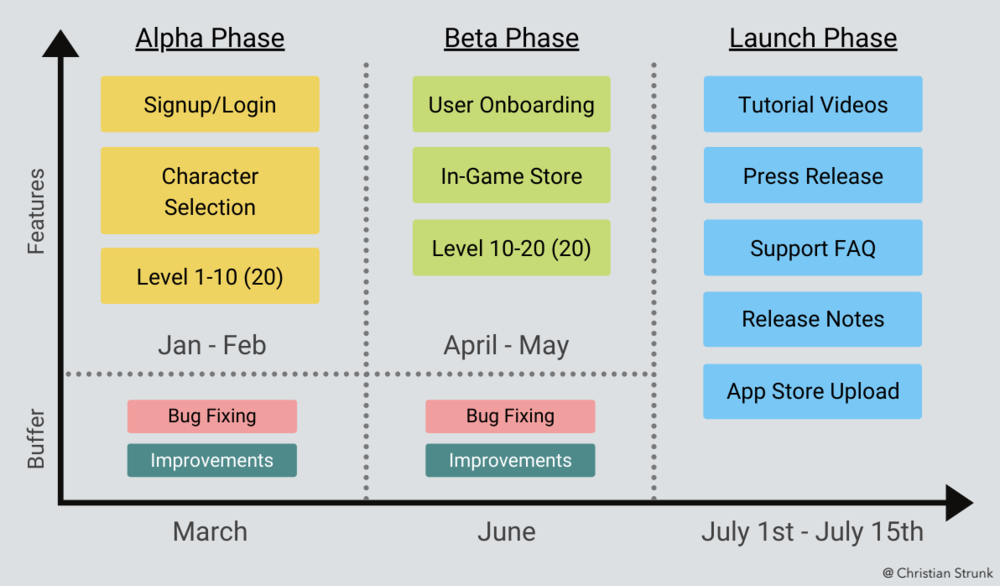 Alpha Phase
Beta Phase
Launch Phase
Features
Signup/Login
Character
Selection
Level 1-10 (20)
Jan - Feb
User Onboarding
In-Game Store
Level 10-20 (20)
April - May
Tutorial Videos
Press Release
Support FAQ
Release Notes
App Store Upload
Buffer
Bug Fixing
Improvements
Bug Fixing
Improvements
March
June
July 1st - July 15th
@ Christian Strunk